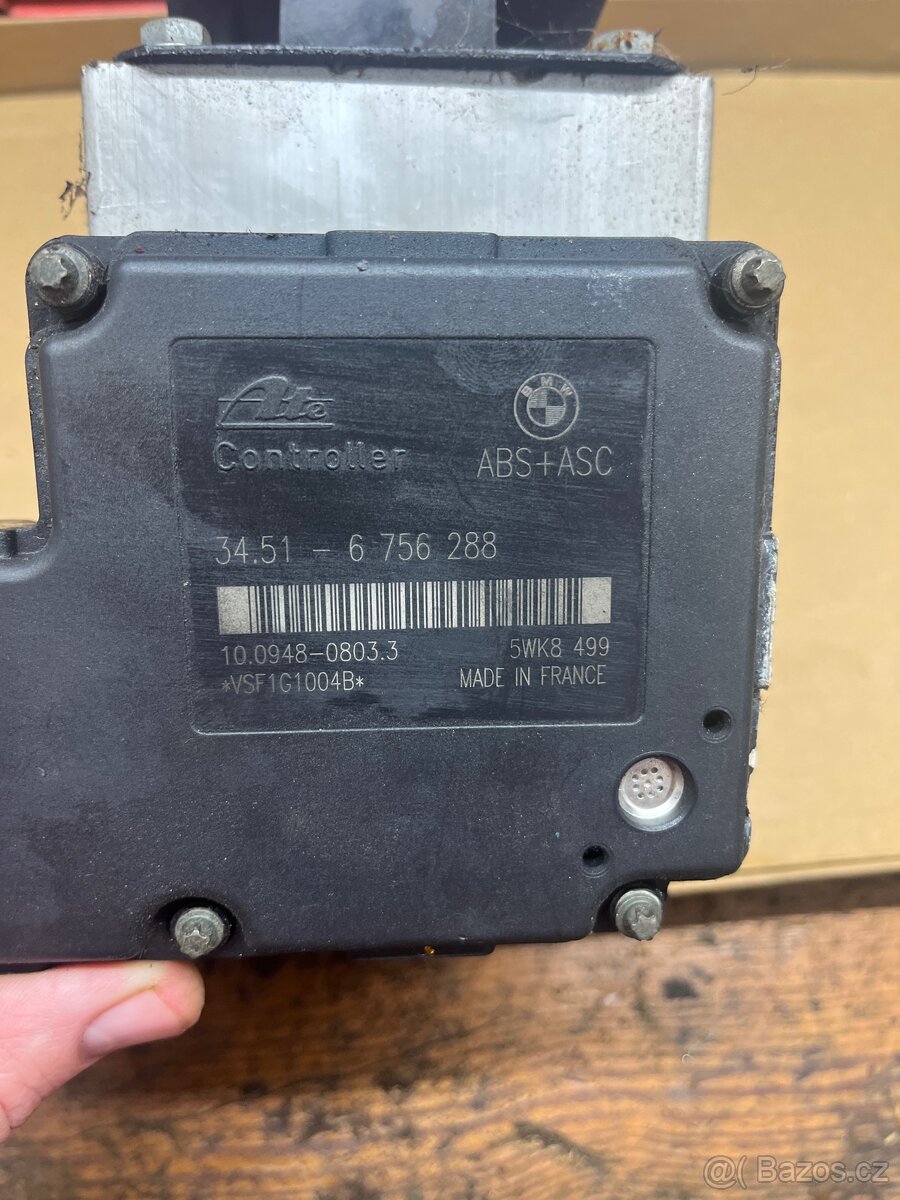 Ate
BMW
Controller
ABS+ASC
34.51 - 6 756 288
10.0948-0803.3
5WK8 499
*VSF1G1004B*
MADE IN FRANCE
@( Bazos.cz